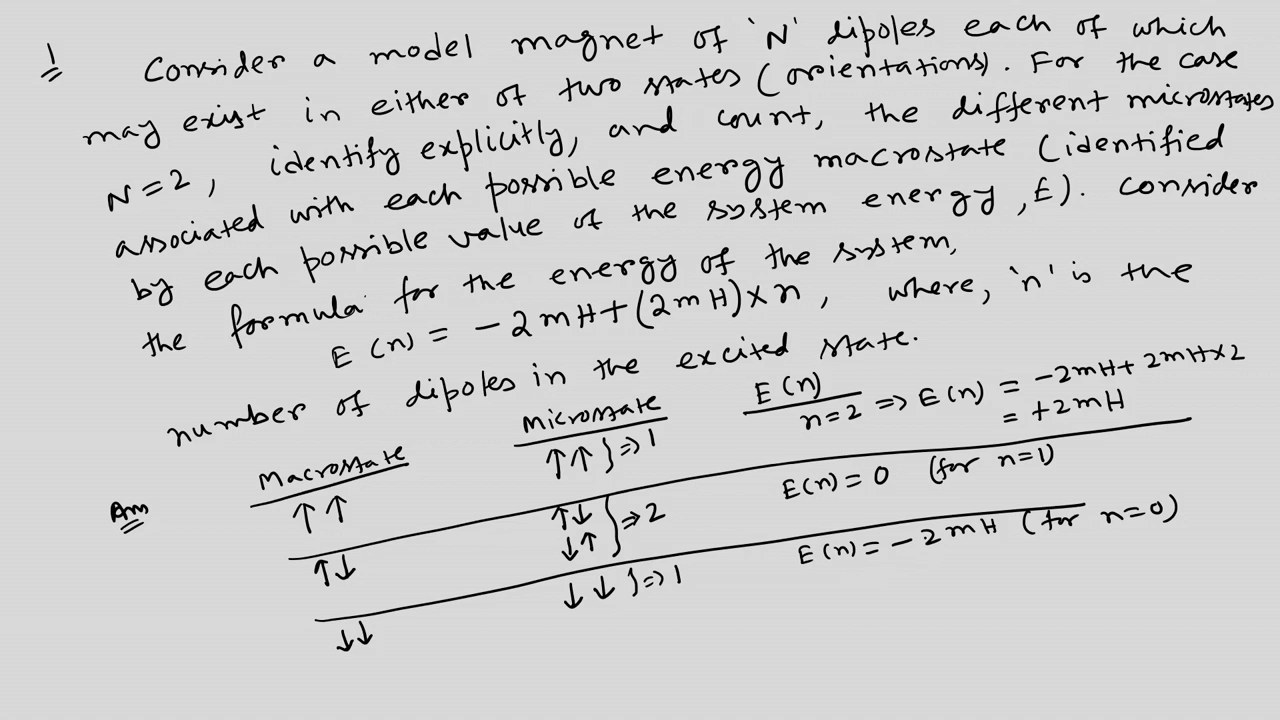 1 Consider a model magnet of 'N' dipoles each of which
may exist in either of two states (orientations). For the case
N = 2, identify explicitly, and count, the different microstates
associated with each possible energy macrostate (identified
by each possible value of the system energy, E). Consider
the formula for the energy of the system,
E(n) = -2mH+(2mH)×n, where, 'n' is the
number of dipoles in the excited state.
Ans Macrostate Microstate E(n)
↑↑ ↑↑ } ⇒ 1 n=2 ⇒ E(n) = -2mH+2mH×2
= +2mH
↑↓ ↑↓ ↓↑ } ⇒ 2 E(n) = 0 (for n=1)
↓↓ ↓↓ } ⇒ 1 E(n) = -2mH (for n=0)